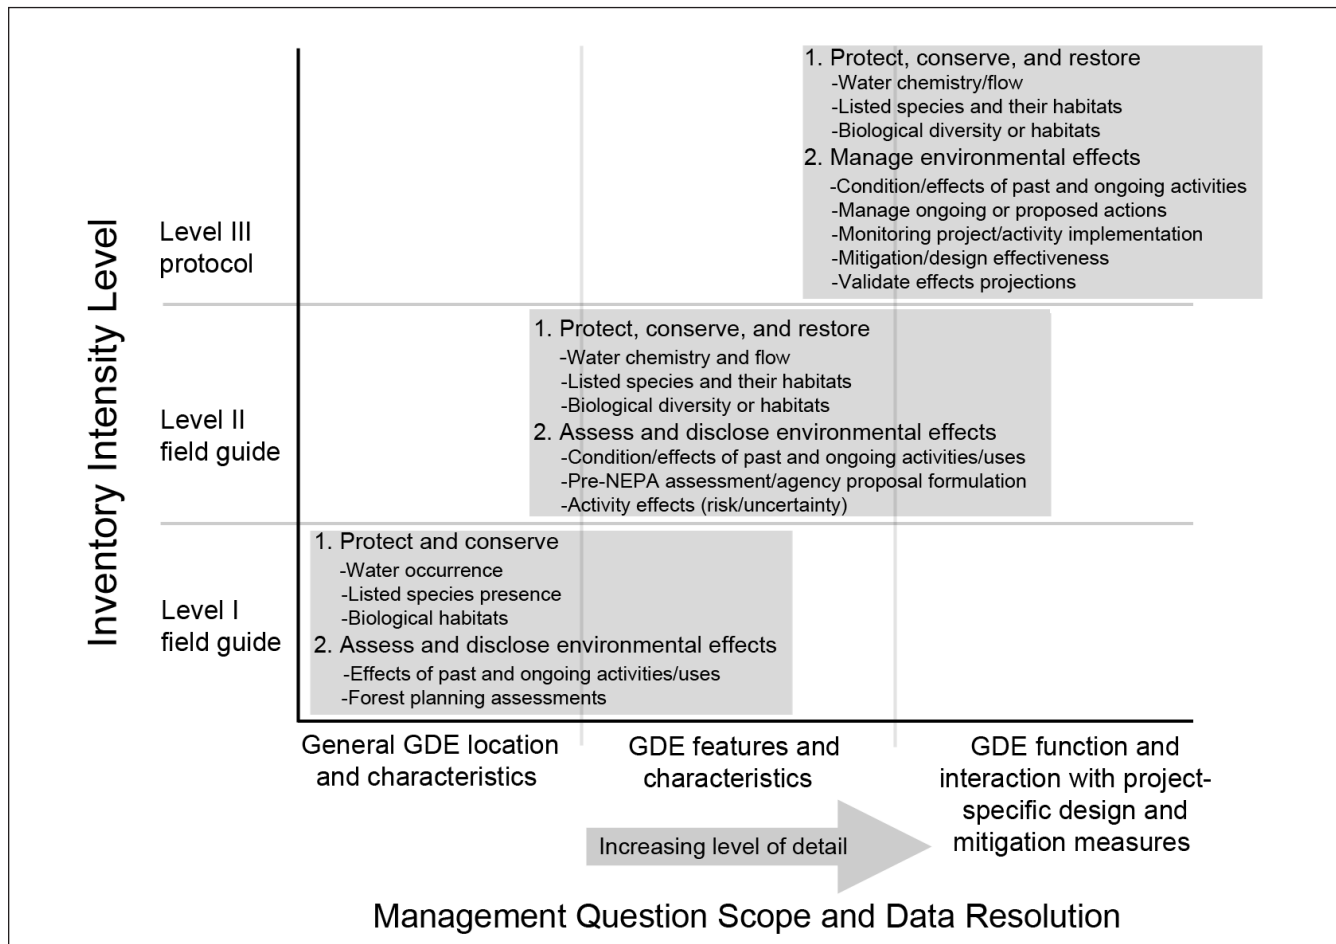 1. Protect, conserve, and restore
-Water chemistry/flow
-Listed species and their habitats
-Biological diversity or habitats
2. Manage environmental effects
-Condition/effects of past and ongoing activities
-Manage ongoing or proposed actions
-Monitoring project/activity implementation
-Mitigation/design effectiveness
-Validate effects projections
Level III
protocol
1. Protect, conserve, and restore
-Water chemistry and flow
-Listed species and their habitats
-Biological diversity or habitats
2. Assess and disclose environmental effects
-Condition/effects of past and ongoing activities/uses
-Pre-NEPA assessment/agency proposal formulation
-Activity effects (risk/uncertainty)
Level II
field guide
1. Protect and conserve
-Water occurrence
-Listed species presence
-Biological habitats
2. Assess and disclose environmental effects
-Effects of past and ongoing activities/uses
-Forest planning assessments
Level I
field guide
Inventory Intensity Level
General GDE location
and characteristics
GDE features and
characteristics
GDE function and
interaction with project-
specific design and
mitigation measures
Increasing level of detail
Management Question Scope and Data Resolution